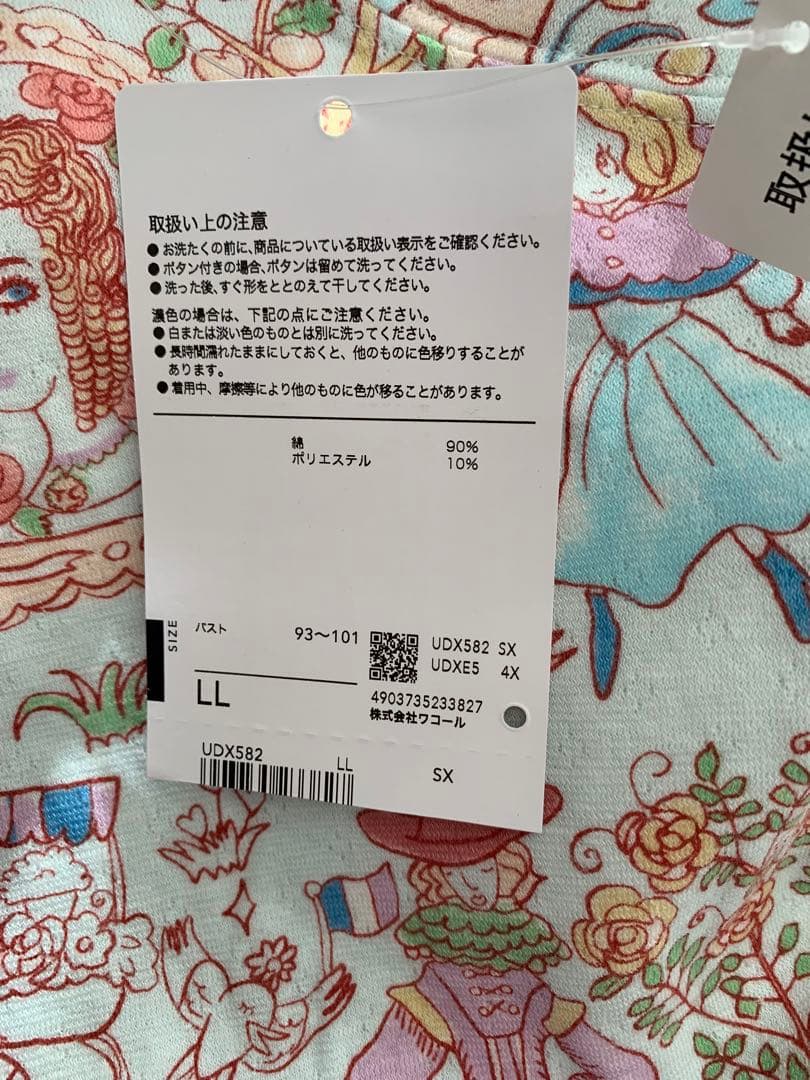 取扱い上の注意
●お洗たくの前に、商品についている取扱い表示をご確認ください。
●ボタン付きの場合、ボタンは留めて洗ってください。
●洗った後、すぐ形をととのえて干してください。
濃色の場合は、下記の点にご注意ください。
●白または淡い色のものとは別に洗ってください。
●長時間濡れたままにしておくと、他のものに色移りすることが
あります。
●着用中、摩擦等により他のものに色が移ることがあります。
綿 90%
ポリエステル 10%
SIZE
バスト 93〜101
LL
UDX582 SX
UDXE5 4X
4903735233827
株式会社ワコール
UDX582 LL
SX
取扱